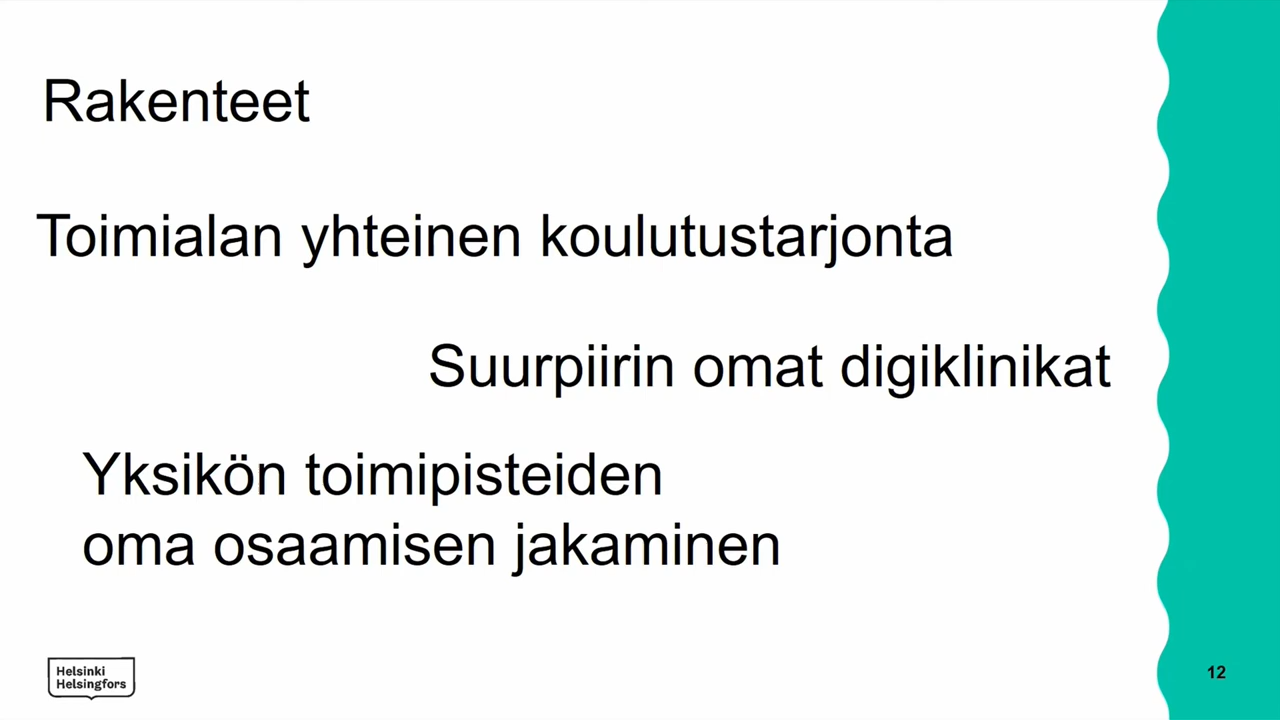 Rakenteet
Toimialan yhteinen koulutustarjonta
Suurpiirin omat digiklinikat
Yksikön toimipisteiden
oma osaamisen jakaminen
Helsinki
Helsingfors
12